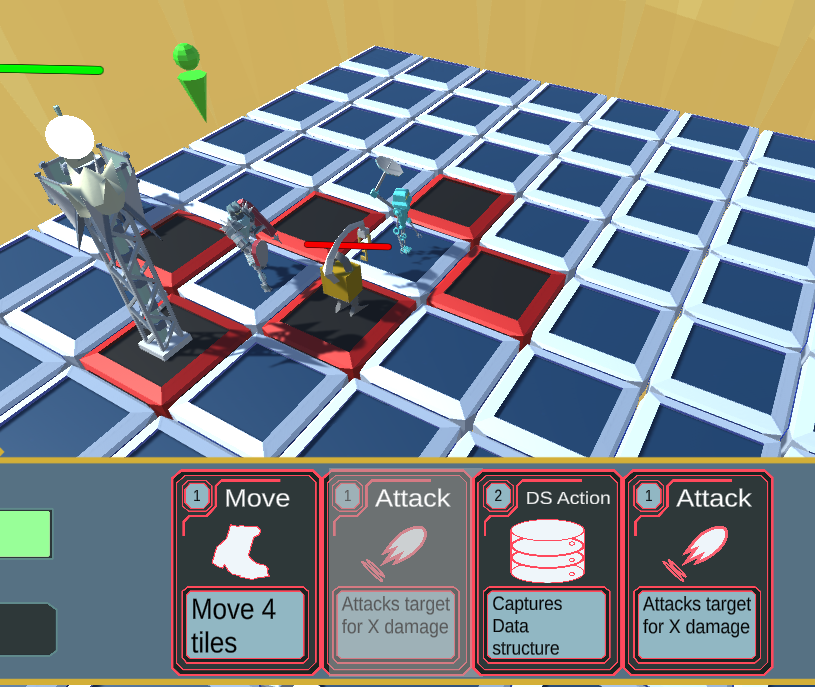 1
Move
Move 4
tiles
1
Attack
Attacks target
for X damage
2
DS Action
Captures
Data
structure
1
Attack
Attacks target
for X damage